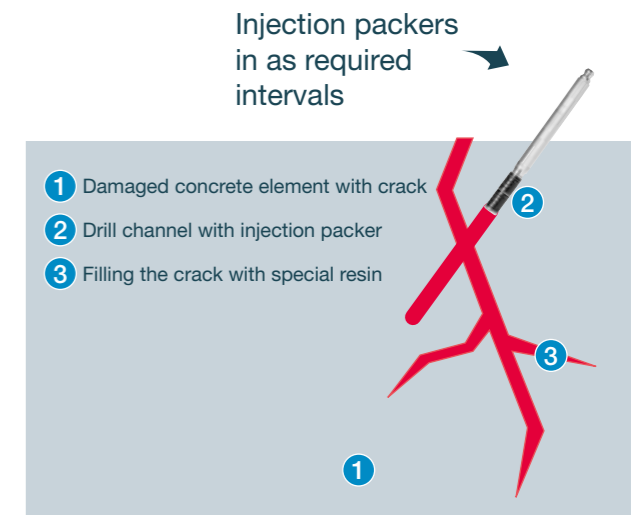 Injection packers
in as required
intervals
1 Damaged concrete element with crack
2 Drill channel with injection packer
3 Filling the crack with special resin
2
3
1